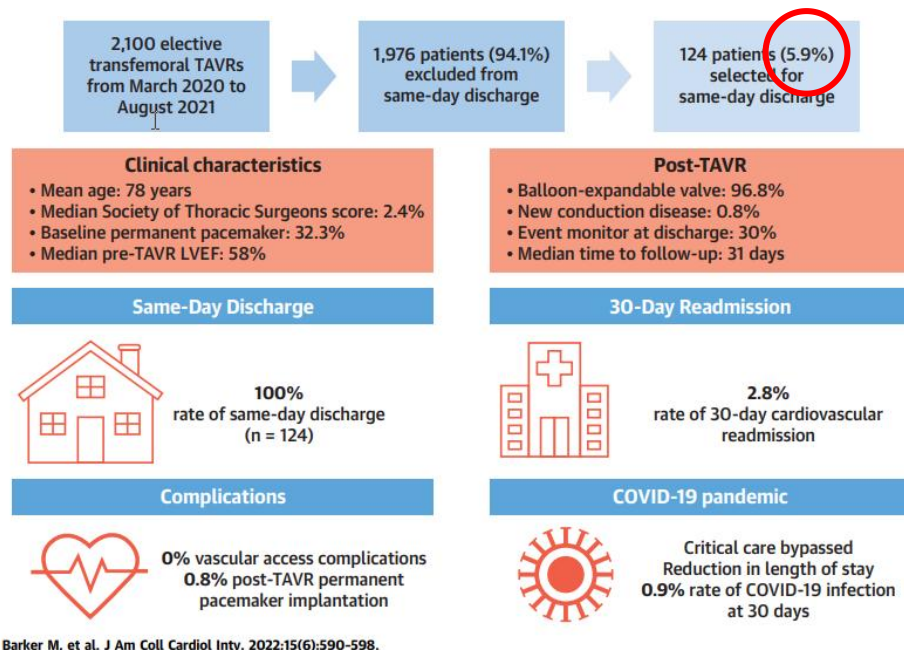 2,100 elective
transfemoral TAVRs
from March 2020 to
August 2021
1,976 patients (94.1%)
excluded from
same-day discharge
124 patients (5.9%)
selected for
same-day discharge
Clinical characteristics
• Mean age: 78 years
• Median Society of Thoracic Surgeons score: 2.4%
• Baseline permanent pacemaker: 32.3%
• Median pre-TAVR LVEF: 58%
Post-TAVR
• Balloon-expandable valve: 96.8%
• New conduction disease: 0.8%
• Event monitor at discharge: 30%
• Median time to follow-up: 31 days
Same-Day Discharge
100%
rate of same-day discharge
(n = 124)
30-Day Readmission
2.8%
rate of 30-day cardiovascular
readmission
Complications
0% vascular access complications
0.8% post-TAVR permanent
pacemaker implantation
COVID-19 pandemic
Critical care bypassed
Reduction in length of stay
0.9% rate of COVID-19 infection
at 30 days
Barker M, et al. J Am Coll Cardiol Intv. 2022;15(6):590-598.